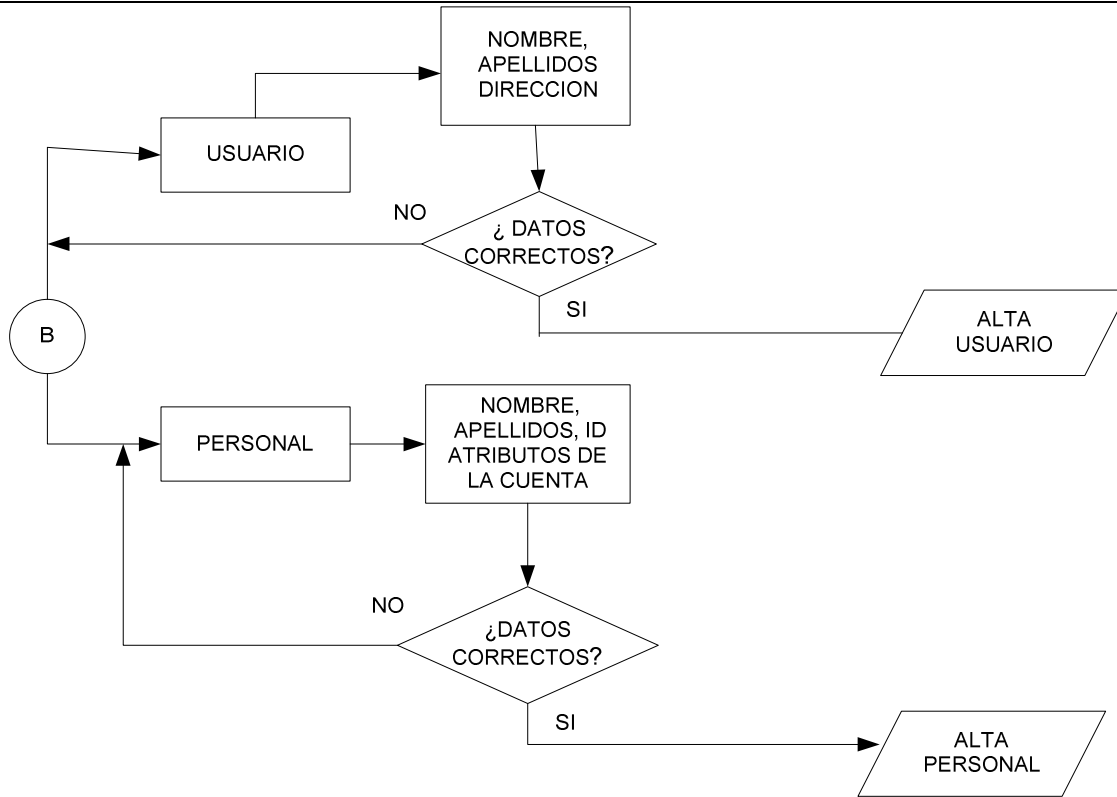 NOMBRE,
APELLIDOS
DIRECCION
USUARIO
NO
¿ DATOS
CORRECTOS?
SI
ALTA
USUARIO
B
NOMBRE,
APELLIDOS, ID
ATRIBUTOS DE
LA CUENTA
PERSONAL
NO
¿DATOS
CORRECTOS?
SI
ALTA
PERSONAL